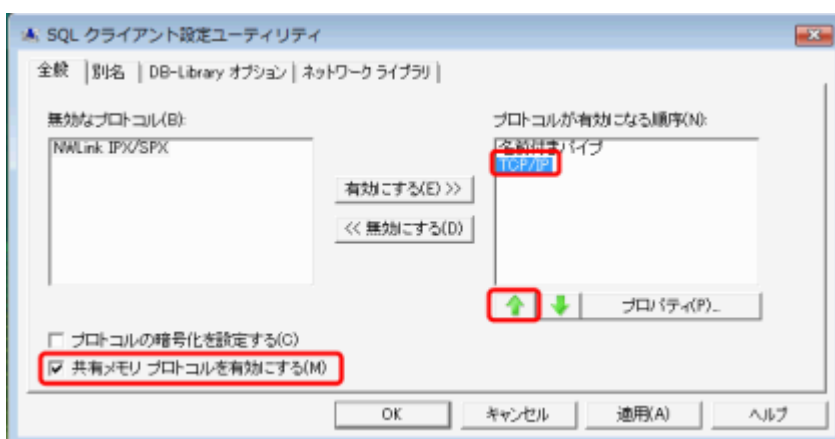 SQL クライアント設定ユーティリティ
全般 | 別名 | DB-Library オプション | ネットワーク ライブラリ |
無効なプロトコル(B):
NWLink IPX/SPX
有効にする(E) >>
<< 無効にする(D)
プロトコルが有効になる順序(N):
名前付きパイプ
TCP/IP
プロパティ(P)...
プロトコルの暗号化を設定する(C)
共有メモリ プロトコルを有効にする(M)
OK キャンセル 適用(A) ヘルプ